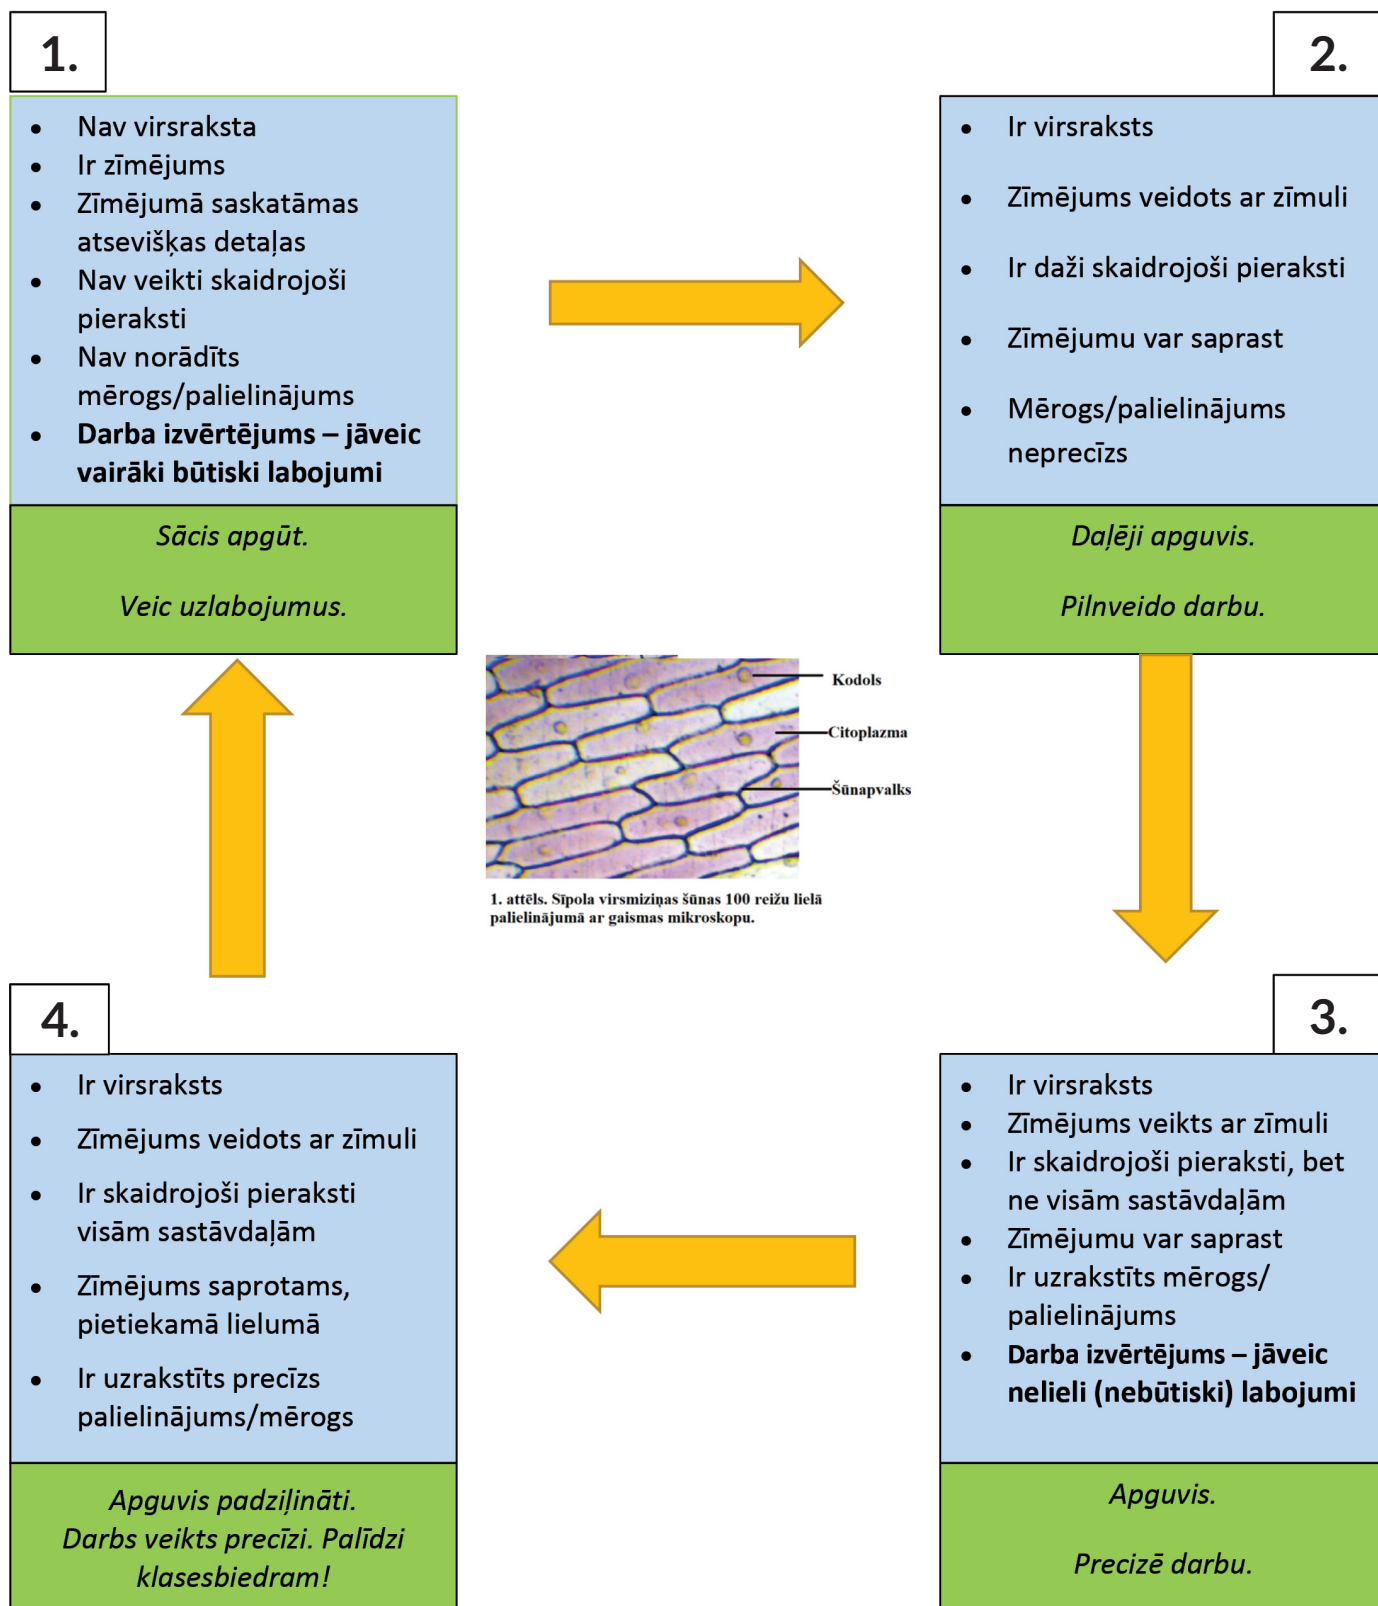 1.
• Nav virsraksta
• Ir zīmējums
• Zīmējumā saskatāmas
atsevišķas detaļas
• Nav veikti skaidrojoši
pieraksti
• Nav norādīts
mērogs/palielinājums
• Darba izvērtējums – jāveic
vairāki būtiski labojumi
Sācis apgūt.
Veic uzlabojumus.
2.
• Ir virsraksts
• Zīmējums veidots ar zīmuli
• Ir daži skaidrojoši pieraksti
• Zīmējumu var saprast
• Mērogs/palielinājums
neprecīzs
Daļēji apguvis.
Pilnveido darbu.
Kodols
Citoplazma
Šūnapvalks
1. attēls. Sīpola virsmiziņas šūnas 100 reižu lielā
palielinājumā ar gaismas mikroskopu.
3.
• Ir virsraksts
• Zīmējums veikts ar zīmuli
• Ir skaidrojoši pieraksti, bet
ne visām sastāvdaļām
• Zīmējumu var saprast
• Ir uzrakstīts mērogs/
palielinājums
• Darba izvērtējums – jāveic
nelieli (nebūtiski) labojumi
Apguvis.
Precizē darbu.
4.
• Ir virsraksts
• Zīmējums veidots ar zīmuli
• Ir skaidrojoši pieraksti
visām sastāvdaļām
• Zīmējums saprotams,
pietiekamā lielumā
• Ir uzrakstīts precīzs
palielinājums/mērogs
Apguvis padziļināti.
Darbs veikts precīzi. Palīdzi
klasesbiedram!